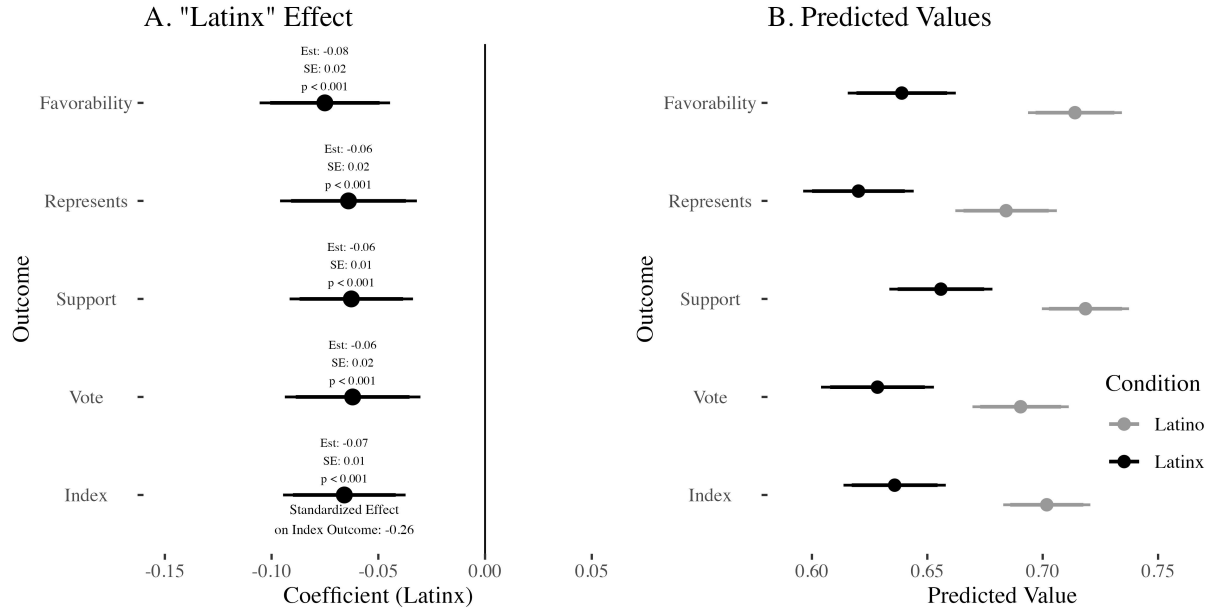 A. "Latinx" Effect
Est: -0.08
SE: 0.02
p < 0.001
Favorability
Est: -0.06
SE: 0.02
p < 0.001
Represents
Est: -0.06
SE: 0.01
p < 0.001
Support
Est: -0.06
SE: 0.02
p < 0.001
Vote
Est: -0.07
SE: 0.01
p < 0.001
Index
Standardized Effect
on Index Outcome: -0.26
Outcome
-0.15 -0.10 -0.05 0.00 0.05
Coefficient (Latinx)
B. Predicted Values
Favorability
Represents
Support
Vote
Index
Outcome
Condition
Latino
Latinx
0.60 0.65 0.70 0.75
Predicted Value